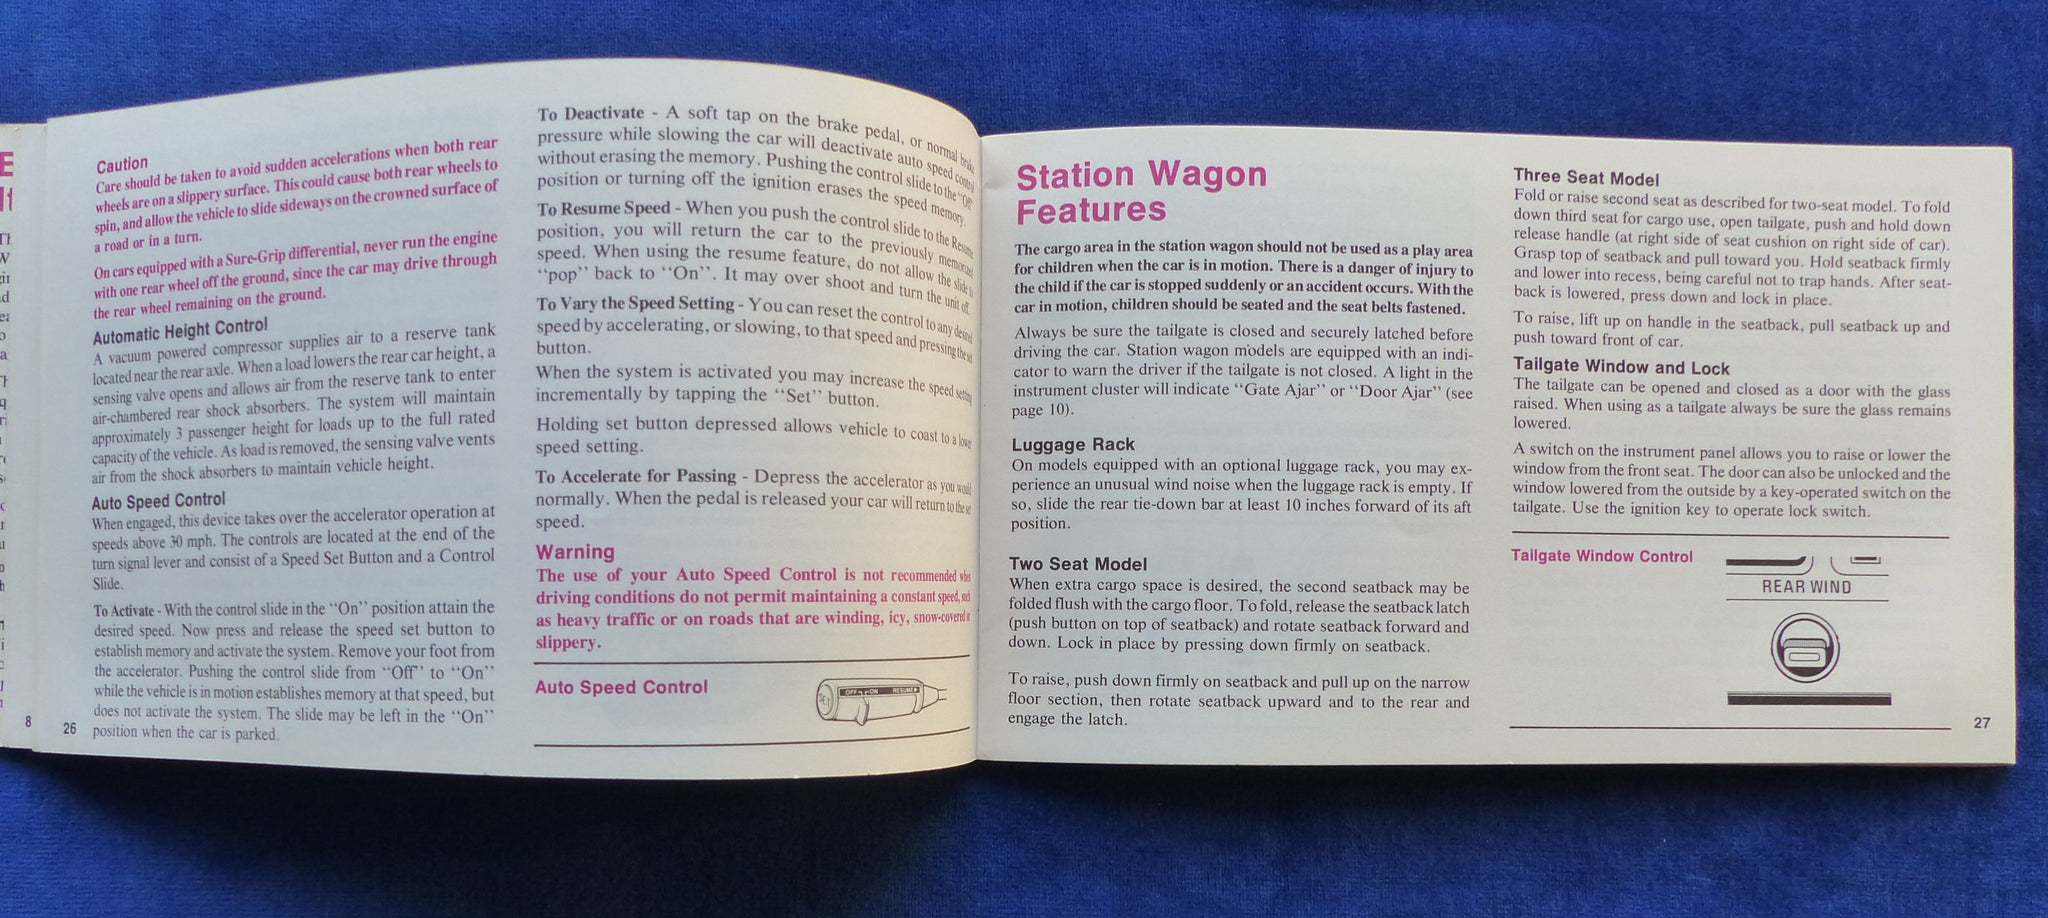 Caution
Care should be taken to avoid sudden accelerations when both rear
wheels are on a slippery surface. This could cause both rear wheels to
spin, and allow the vehicle to slide sideways on the crowned surface of
a road or in a turn.
On cars equipped with a Sure-Grip differential, never run the engine
with one rear wheel off the ground, since the car may drive through
the rear wheel remaining on the ground.
Automatic Height Control
A vacuum powered compressor supplies air to a reserve tank
located near the rear axle. When a load lowers the rear car height, a
sensing valve opens and allows air from the reserve tank to enter
air-chambered rear shock absorbers. The system will maintain
approximately 3 passenger height for loads up to the full rated
capacity of the vehicle. As load is removed, the sensing valve vents
air from the shock absorbers to maintain vehicle height.
Auto Speed Control
When engaged, this device takes over the accelerator operation at
speeds above 30 mph. The controls are located at the end of the
turn signal lever and consist of a Speed Set Button and a Control
Slide.
To Activate - With the control slide in the “On” position attain the
desired speed. Now press and release the speed set button to
establish memory and activate the system. Remove your foot from
the accelerator. Pushing the control slide from “Off” to “On”
while the vehicle is in motion establishes memory at that speed, but
does not activate the system. The slide may be left in the “On”
position when the car is parked.
8
26
To Deactivate - A soft tap on the brake pedal, or normal brake
pressure while slowing the car will deactivate auto speed control
without erasing the memory. Pushing the control slide to the “Off”
position or turning off the ignition erases the speed memory.
To Resume Speed - When you push the control slide to the Resume
position, you will return the car to the previously memorized
speed. When using the resume feature, do not allow the slide to
“pop” back to “On”. It may over shoot and turn the unit off.
To Vary the Speed Setting - You can reset the control to any desired
speed by accelerating, or slowing, to that speed and pressing the set
button.
When the system is activated you may increase the speed setting
incrementally by tapping the “Set” button.
Holding set button depressed allows vehicle to coast to a lower
speed setting.
To Accelerate for Passing - Depress the accelerator as you would
normally. When the pedal is released your car will return to the set
speed.
Warning
The use of your Auto Speed Control is not recommended when
driving conditions do not permit maintaining a constant speed, such
as heavy traffic or on roads that are winding, icy, snow-covered or
slippery.
Auto Speed Control
SET OFF ON RESUME
Station Wagon
Features
The cargo area in the station wagon should not be used as a play area
for children when the car is in motion. There is a danger of injury to
the child if the car is stopped suddenly or an accident occurs. With the
car in motion, children should be seated and the seat belts fastened.
Always be sure the tailgate is closed and securely latched before
driving the car. Station wagon models are equipped with an indi-
cator to warn the driver if the tailgate is not closed. A light in the
instrument cluster will indicate “Gate Ajar” or “Door Ajar” (see
page 10).
Luggage Rack
On models equipped with an optional luggage rack, you may ex-
perience an unusual wind noise when the luggage rack is empty. If
so, slide the rear tie-down bar at least 10 inches forward of its aft
position.
Two Seat Model
When extra cargo space is desired, the second seatback may be
folded flush with the cargo floor. To fold, release the seatback latch
(push button on top of seatback) and rotate seatback forward and
down. Lock in place by pressing down firmly on seatback.
To raise, push down firmly on seatback and pull up on the narrow
floor section, then rotate seatback upward and to the rear and
engage the latch.
Three Seat Model
Fold or raise second seat as described for two-seat model. To fold
down third seat for cargo use, open tailgate, push and hold down
release handle (at right side of seat cushion on right side of car).
Grasp top of seatback and pull toward you. Hold seatback firmly
and lower into recess, being careful not to trap hands. After seat-
back is lowered, press down and lock in place.
To raise, lift up on handle in the seatback, pull seatback up and
push toward front of car.
Tailgate Window and Lock
The tailgate can be opened and closed as a door with the glass
raised. When using as a tailgate always be sure the glass remains
lowered.
A switch on the instrument panel allows you to raise or lower the
window from the front seat. The door can also be unlocked and the
window lowered from the outside by a key-operated switch on the
tailgate. Use the ignition key to operate lock switch.
Tailgate Window Control
REAR WIND
27